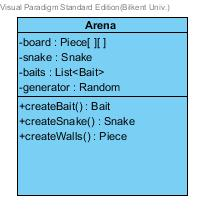 Visual Paradigm Standard Edition(Bilkent Univ.)
Arena
-board : Piece[ ][ ]
-snake : Snake
-baits : List<Bait>
-generator : Random
+createBait() : Bait
+createSnake() : Snake
+createWalls() : Piece